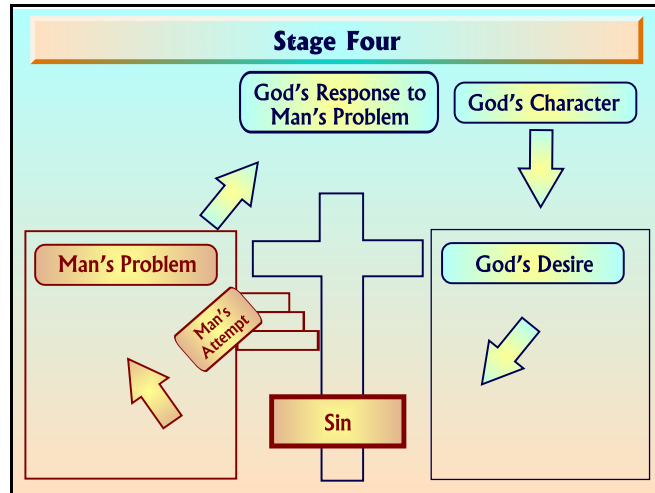 Stage Four
God's Response to
Man's Problem
God's Character
Man's Problem
God's Desire
Man's
Attempt
Sin